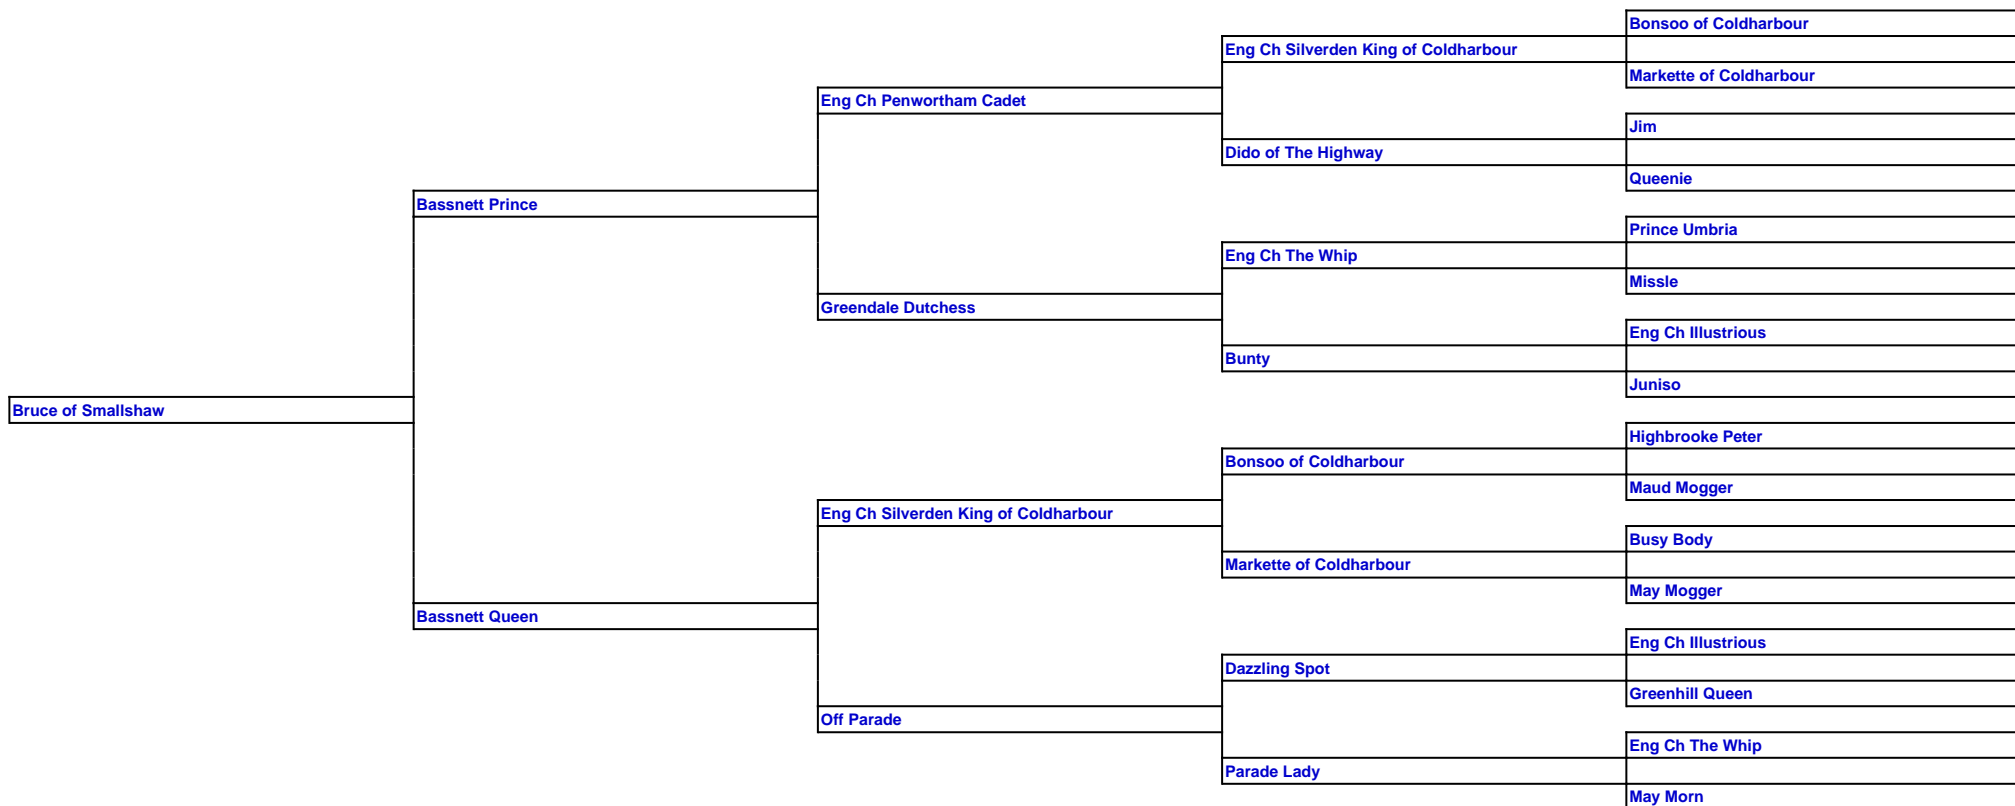 Bonsoo of Coldharbour
Eng Ch Silverden King of Coldharbour
Markette of Coldharbour
Eng Ch Penwortham Cadet
Jim
Dido of The Highway
Queenie
Bassnett Prince
Prince Umbria
Eng Ch The Whip
Missle
Greendale Dutchess
Eng Ch Illustrious
Bunty
Juniso
Bruce of Smallshaw
Highbrooke Peter
Bonsoo of Coldharbour
Maud Mogger
Eng Ch Silverden King of Coldharbour
Busy Body
Markette of Coldharbour
May Mogger
Bassnett Queen
Eng Ch Illustrious
Dazzling Spot
Greenhill Queen
Off Parade
Eng Ch The Whip
Parade Lady
May Morn